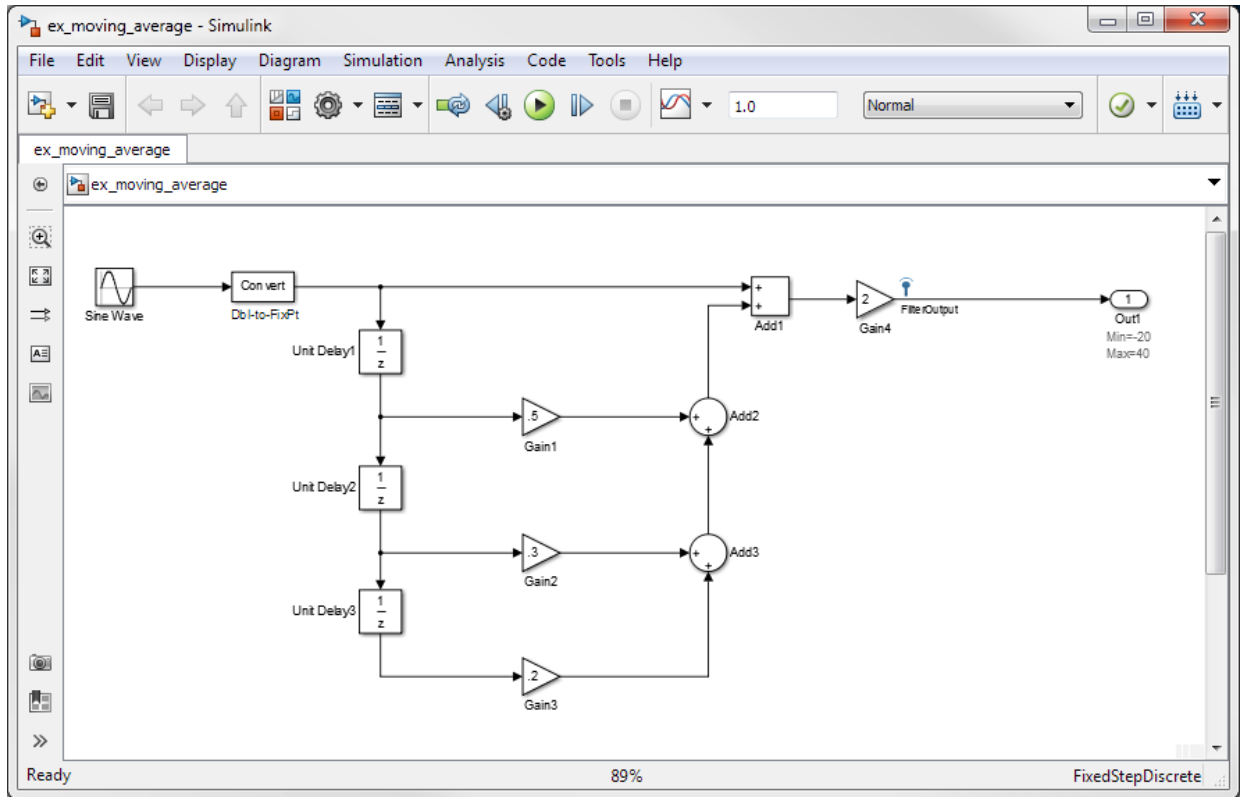 ex_moving_average - Simulink
File Edit View Display Diagram Simulation Analysis Code Tools Help
1.0 Normal
ex_moving_average
ex_moving_average
Convert
Sine Wave
Dbl-to-FixPt
+
+
Add1
2
Gain4
FilterOutput
1
Out1
Min=-20
Max=40
Unit Delay1
1
z
.5
Gain1
+
+
Add2
Unit Delay2
1
z
.3
Gain2
+
+
Add3
Unit Delay3
1
z
.2
Gain3
Ready 89% FixedStepDiscrete